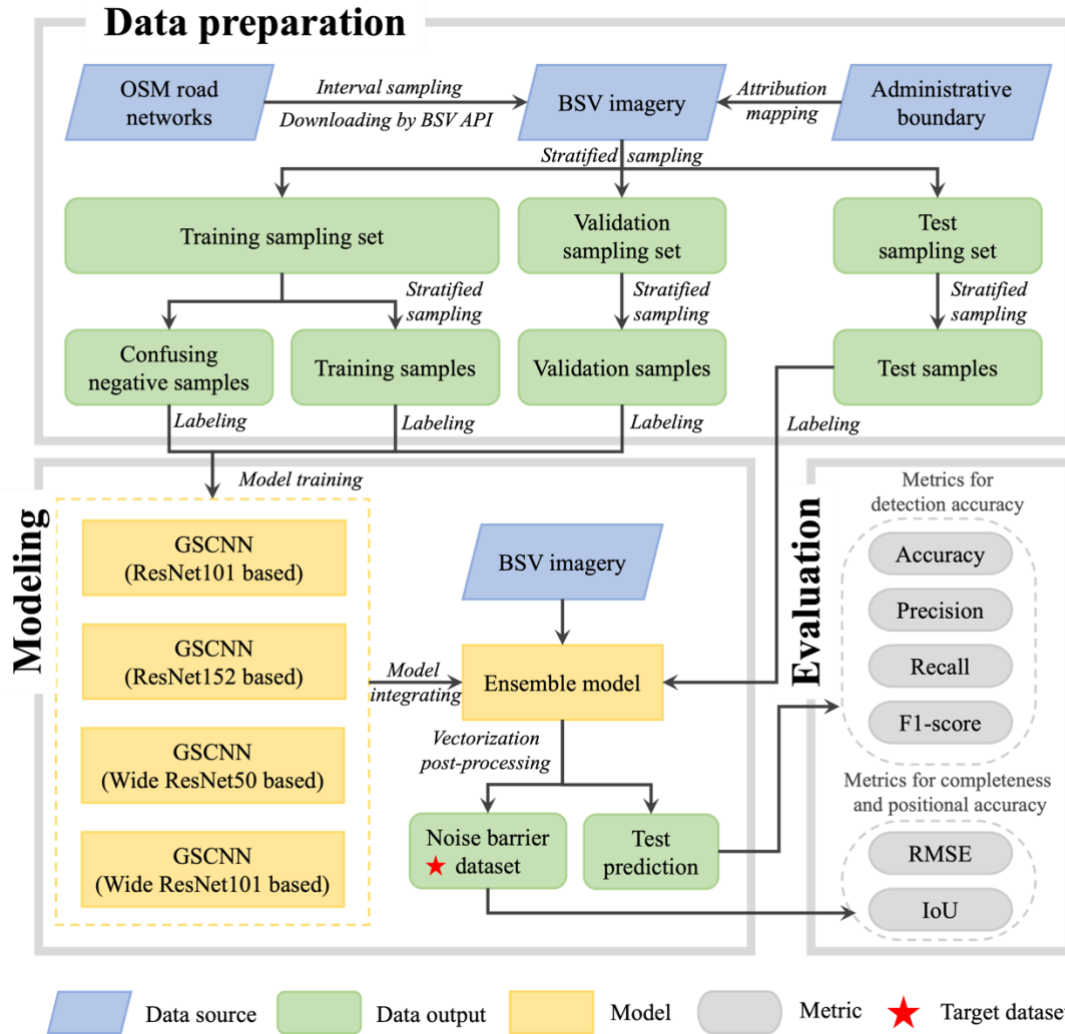 Data preparation
OSM road
networks
Interval sampling
Downloading by BSV API
BSV imagery
Attribution
mapping
Administrative
boundary
Stratified sampling
Training sampling set
Validation
sampling set
Test
sampling set
Stratified
sampling
Stratified
sampling
Stratified
sampling
Confusing
negative samples
Training samples
Validation samples
Test samples
Labeling
Labeling
Labeling
Labeling
Modeling
Model training
GSCNN
(ResNet101 based)
GSCNN
(ResNet152 based)
GSCNN
(Wide ResNet50 based)
GSCNN
(Wide ResNet101 based)
Model
integrating
BSV imagery
Ensemble model
Vectorization
post-processing
Noise barrier
dataset
Test
prediction
Evaluation
Metrics for
detection accuracy
Accuracy
Precision
Recall
F1-score
Metrics for completeness
and positional accuracy
RMSE
IoU
Data source
Data output
Model
Metric
Target dataset